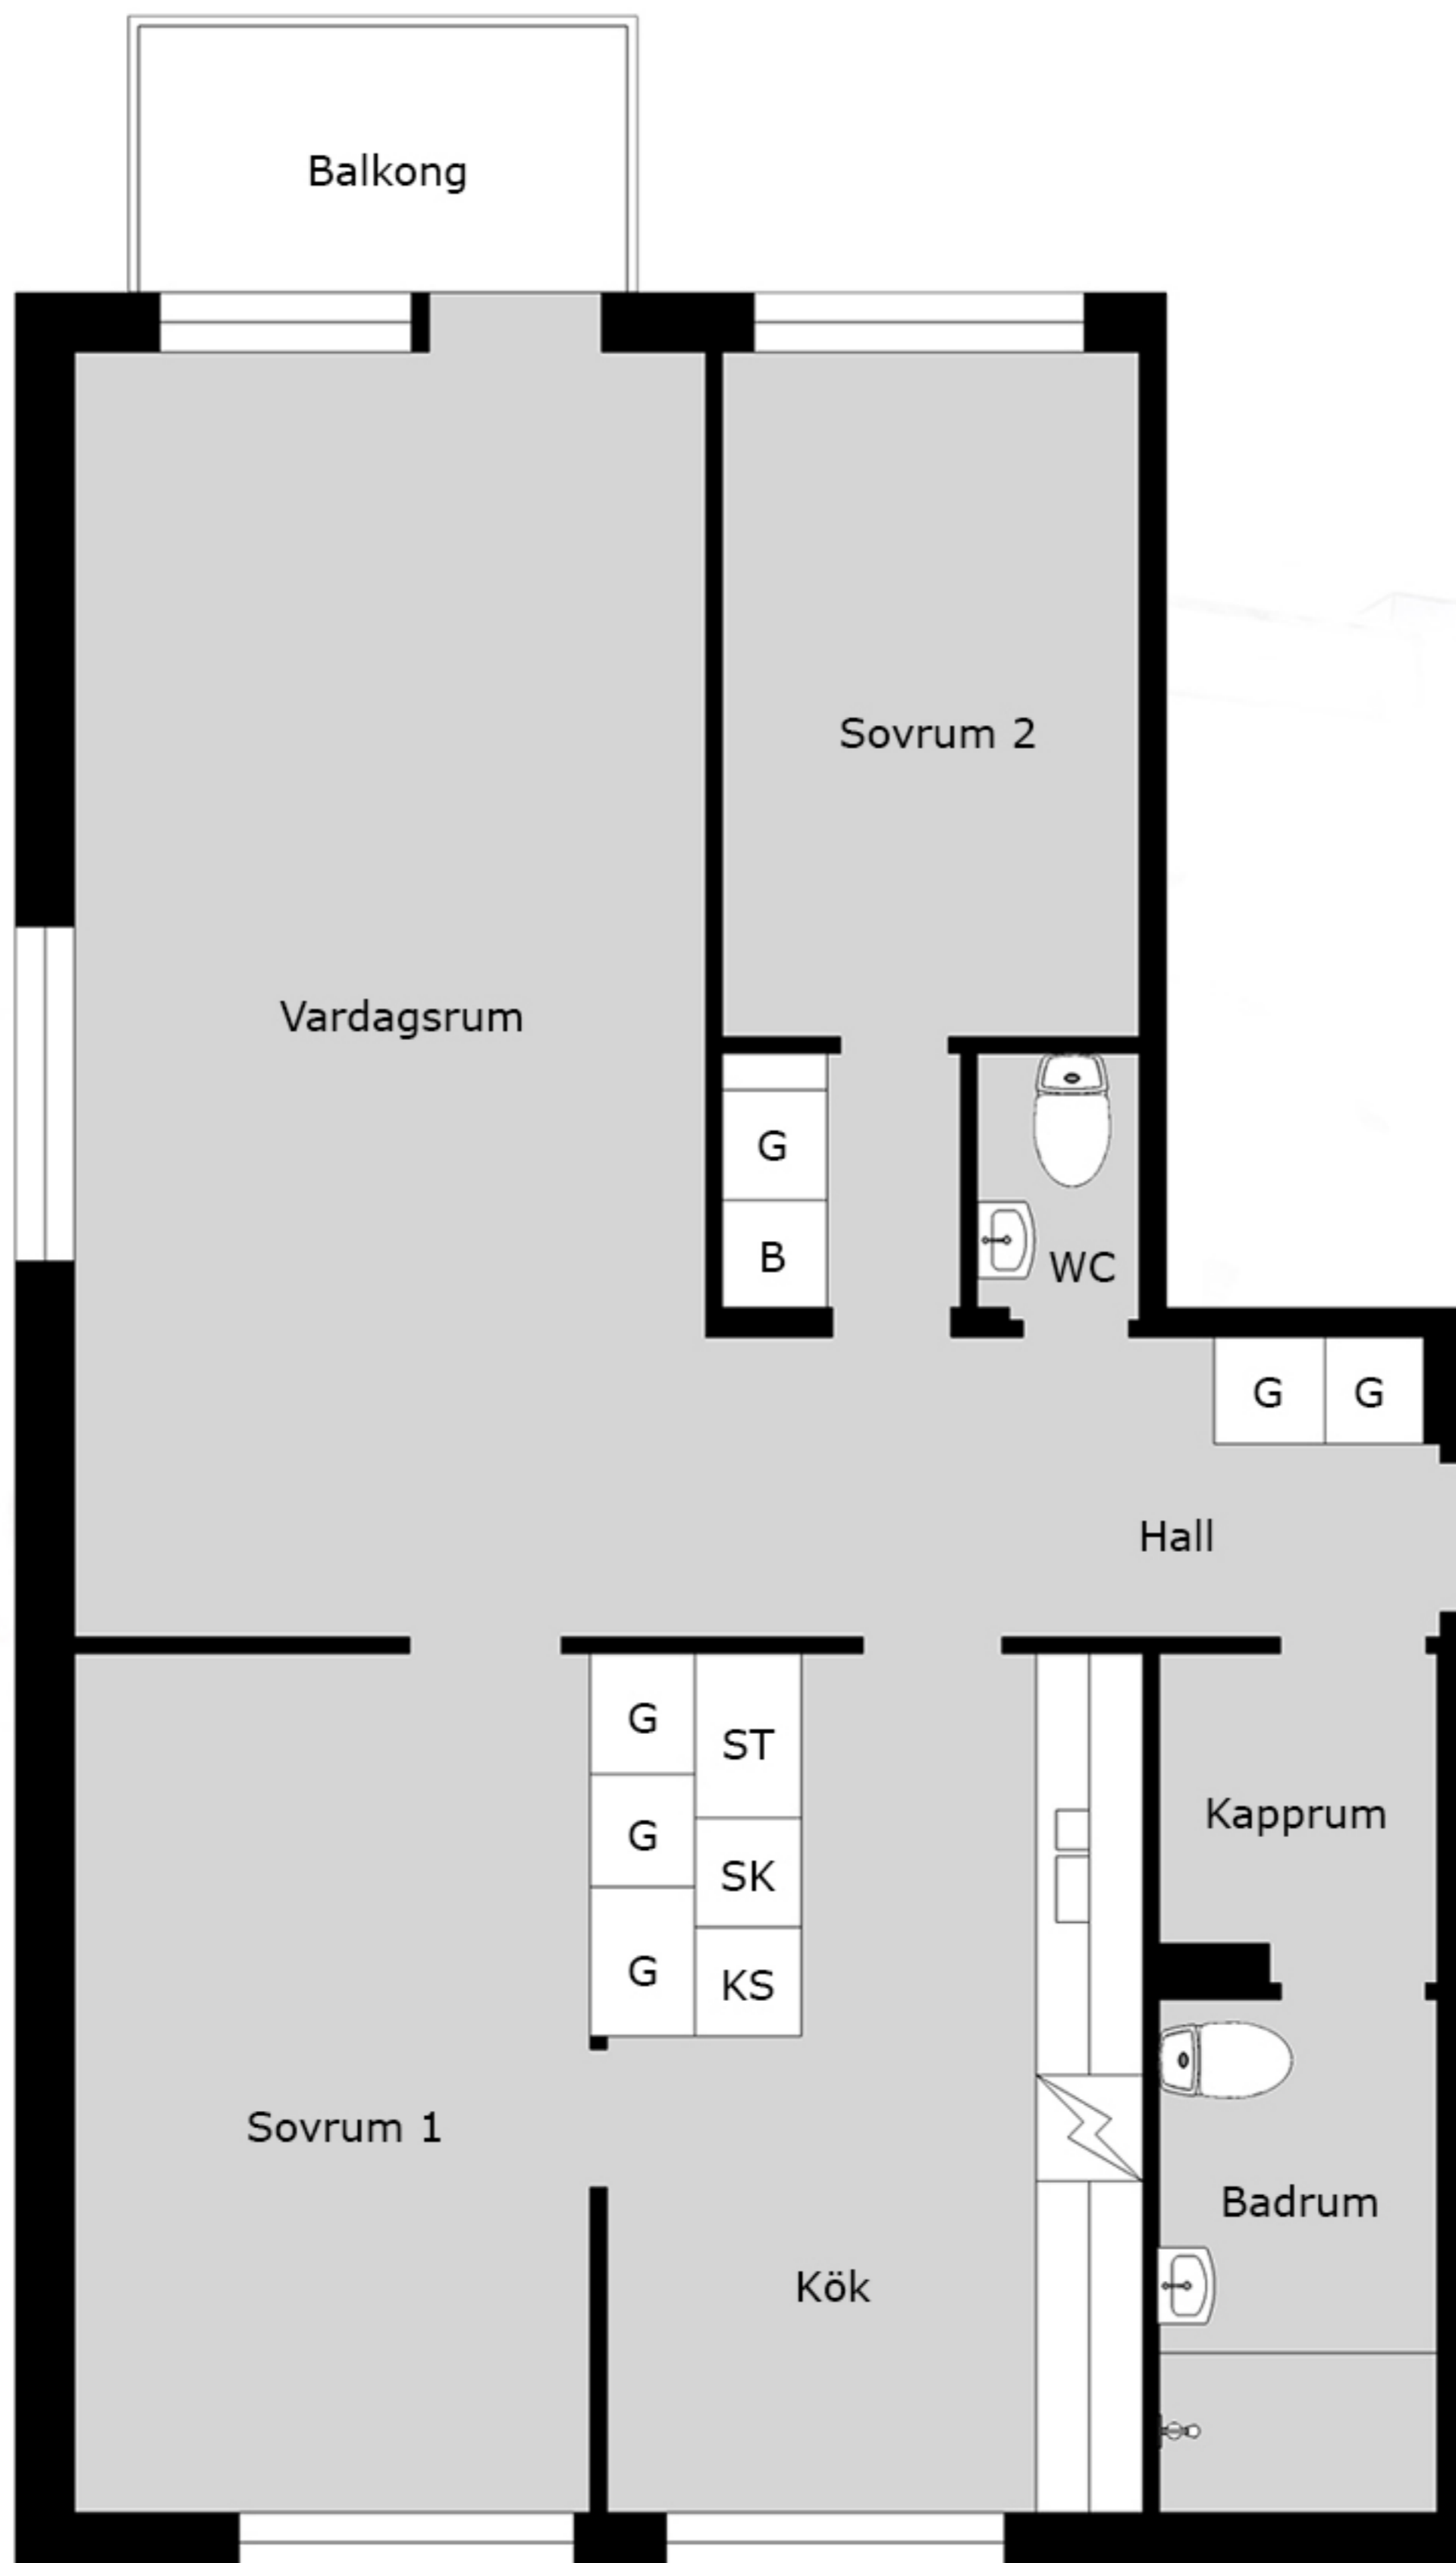 Balkong
Sovrum 2
Vardagsrum
G
B
WC
G G
Hall
G
ST
Kapprum
G
SK
G
KS
Sovrum 1
Badrum
Kök